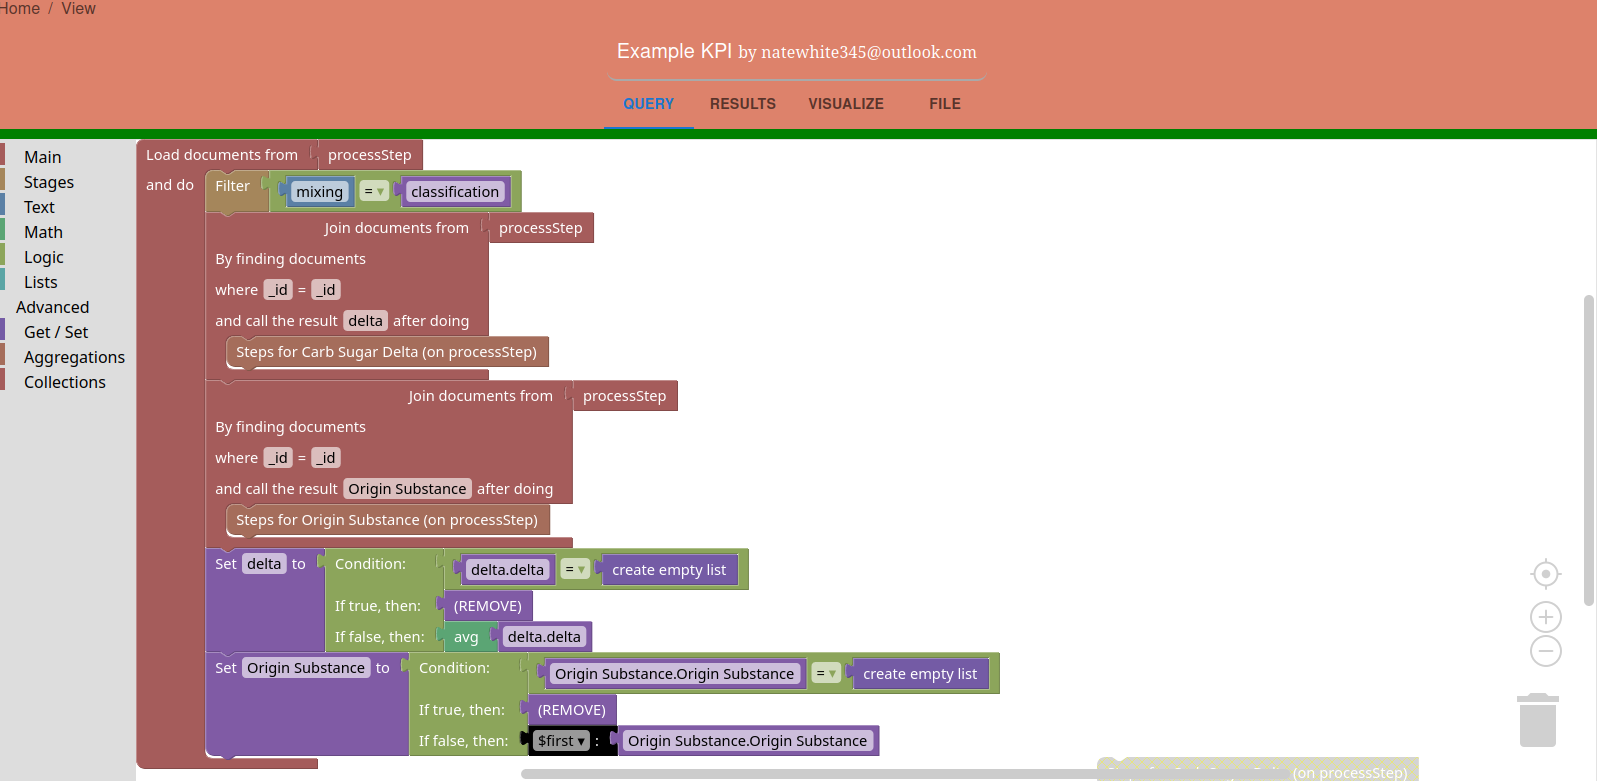 Home / View
Example KPI by natewhite345@outlook.com
QUERY RESULTS VISUALIZE FILE
Main
Stages
Text
Math
Logic
Lists
Advanced
Get / Set
Aggregations
Collections
Load documents from processStep
and do
Filter mixing = ▾ classification
Join documents from processStep
By finding documents
where _id = _id
and call the result delta after doing
Steps for Carb Sugar Delta (on processStep)
Join documents from processStep
By finding documents
where _id = _id
and call the result Origin Substance after doing
Steps for Origin Substance (on processStep)
Set delta to Condition: delta.delta = ▾ create empty list
If true, then: (REMOVE)
If false, then: avg delta.delta
Set Origin Substance to Condition: Origin Substance.Origin Substance = ▾ create empty list
If true, then: (REMOVE)
If false, then: $first ▾ : Origin Substance.Origin Substance
(on processStep)